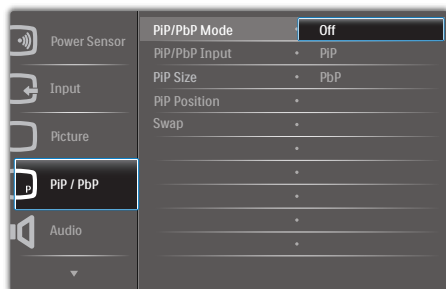 Power Sensor
Input
Picture
P
PiP / PbP
Audio
PiP/PbP Mode • Off
PiP/PbP Input • PiP
PiP Size • PbP
PiP Position •
Swap •